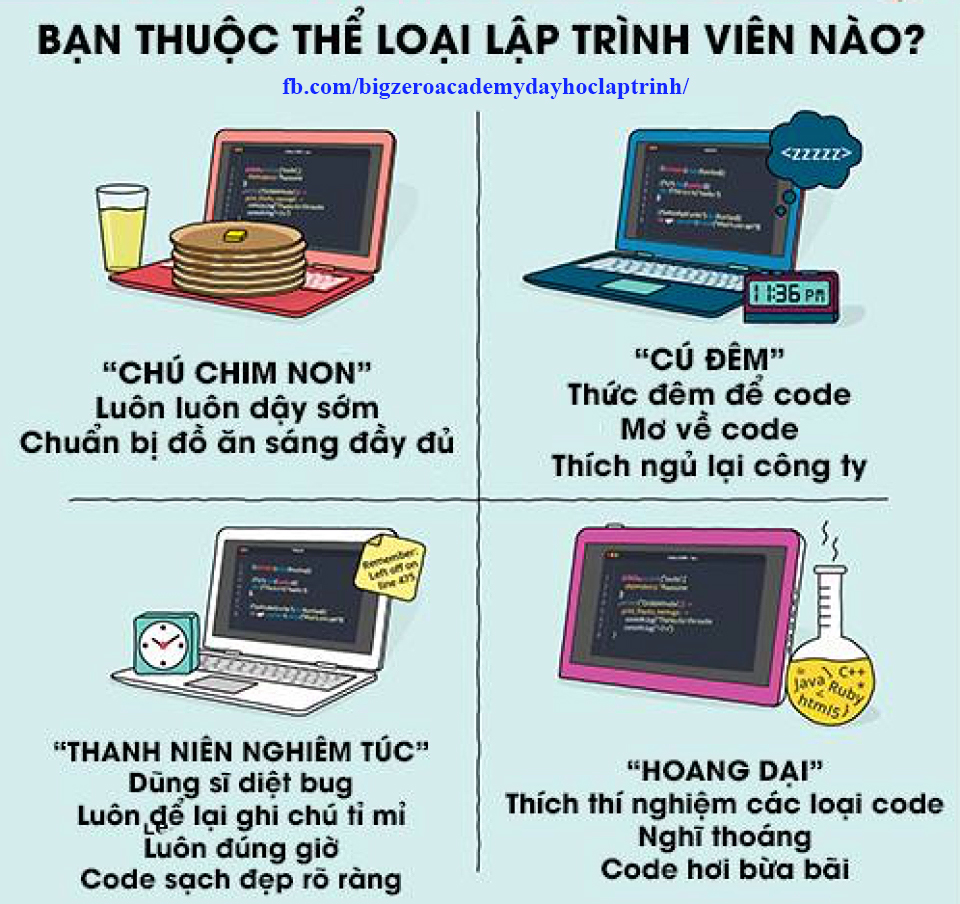 BẠN THUỘC THỂ LOẠI LẬP TRÌNH VIÊN NÀO?
fb.com/bigzeroacademydayhoclaptrinh/
“CHÚ CHIM NON”
Luôn luôn dậy sớm
Chuẩn bị đồ ăn sáng đầy đủ
<zzzzz>
11:36 PM
“CÚ ĐÊM”
Thức đêm để code
Mơ về code
Thích ngủ lại công ty
Remember:
Left off on
line 475
“THANH NIÊN NGHIÊM TÚC”
Dũng sĩ diệt bug
Luôn để lại ghi chú tỉ mỉ
Luôn đúng giờ
Code sạch đẹp rõ ràng
C++
Java Ruby
<
html5 }
“HOANG DẠI”
Thích thí nghiệm các loại code
Nghĩ thoáng
Code hơi bừa bãi